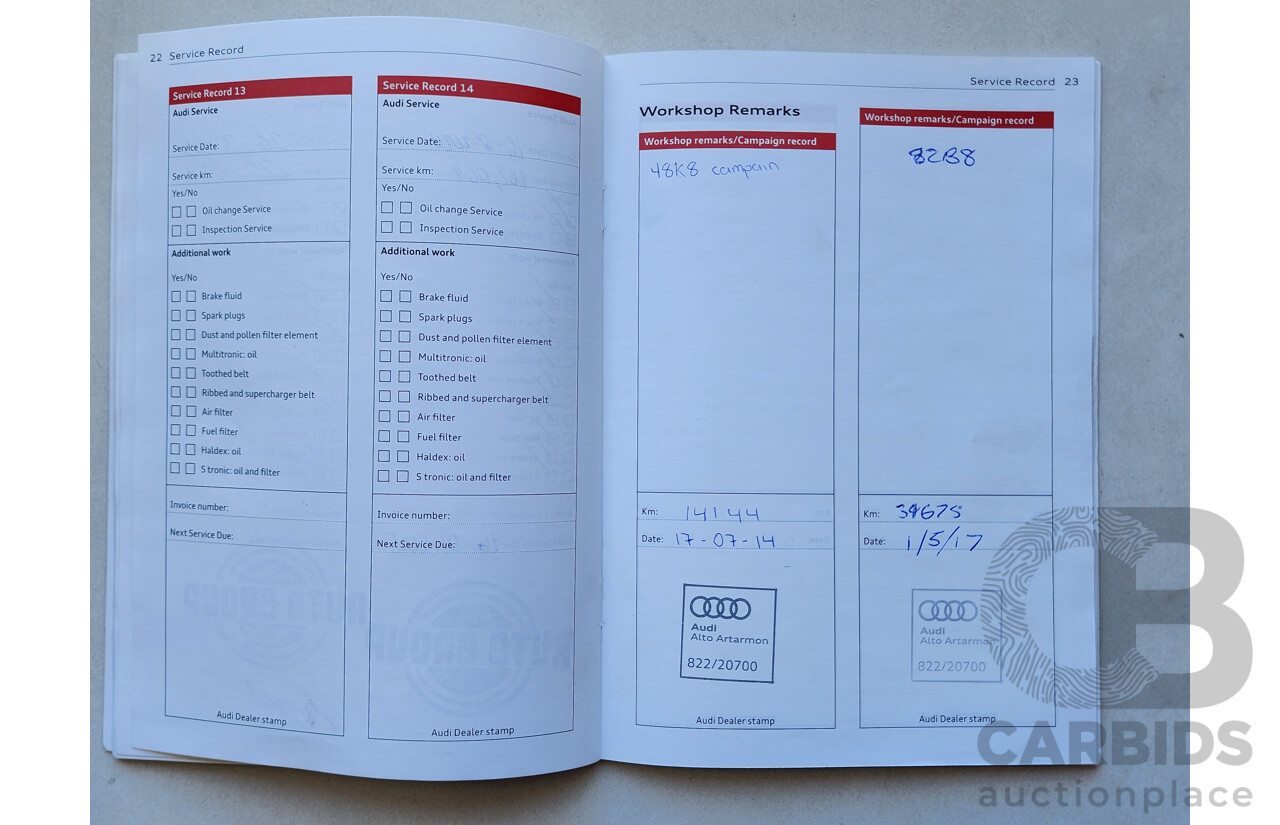 22 Service Record
Service Record 13
Audi Service
Service Date:
Service km:
Yes/No
Oil change Service
Inspection Service
Additional work
Yes/No
Brake fluid
Spark plugs
Dust and pollen filter element
Multitronic: oil
Toothed belt
Ribbed and supercharger belt
Air filter
Fuel filter
Haldex: oil
S tronic: oil and filter
Invoice number:
Next Service Due:
Audi Dealer stamp
Service Record 14
Audi Service
Service Date:
Service km:
Yes/No
Oil change Service
Inspection Service
Additional work
Yes/No
Brake fluid
Spark plugs
Dust and pollen filter element
Multitronic: oil
Toothed belt
Ribbed and supercharger belt
Air filter
Fuel filter
Haldex: oil
S tronic: oil and filter
Invoice number:
Next Service Due:
Audi Dealer stamp
Service Record 23
Workshop Remarks
Workshop remarks/Campaign record
48K8 campain
Km: 14144
Date: 17-07-14
Audi
Alto Artarmon
822/20700
Audi Dealer stamp
Workshop remarks/Campaign record
82B8
Km: 39675
Date: 1/5/17
Audi
Alto Artarmon
822/20700
Audi Dealer stamp
CB
CARBIDS
auctionplace